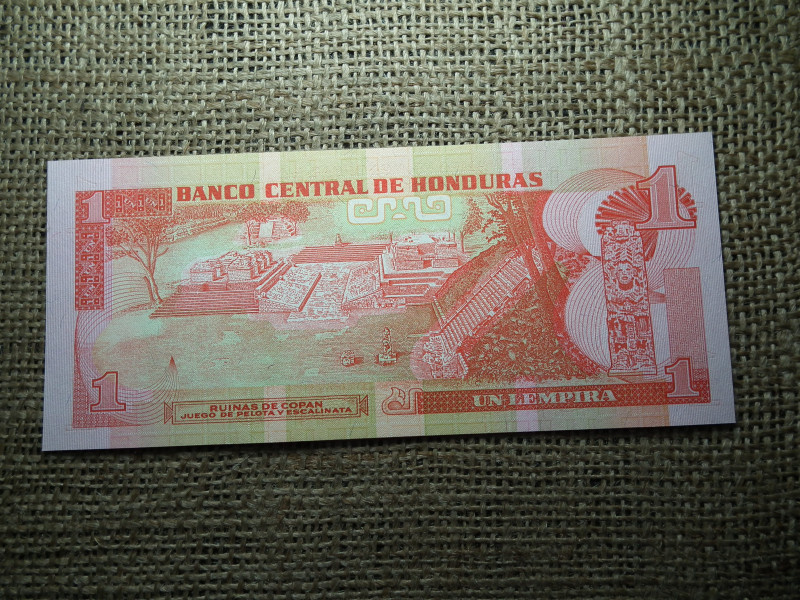 BANCO CENTRAL DE HONDURAS
1
1
1
RUINAS DE COPAN
JUEGO DE PELOTA Y ESCALINATA
UN LEMPIRA
1